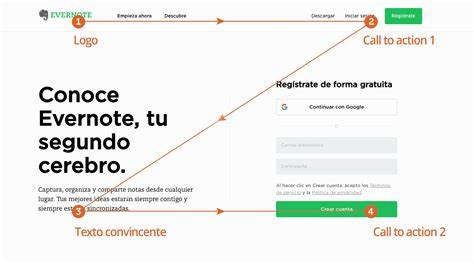 EVERNOTE
Empieza ahora
Descubre
Descargar
Iniciar sesión
Regístrate
1
2
Logo
Call to action 1
Regístrate de forma gratuita
Continuar con Google
o
Correo electrónico
Contraseña
Conoce
Evernote, tu
segundo
cerebro.
Captura, organiza y comparte notas desde cualquier
lugar. Tus mejores ideas estarán siempre contigo y
siempre sincronizadas.
Al hacer clic en Crear cuenta, acepto los Términos
de servicio y la Política de privacidad.
Crear cuenta
3
4
Texto convincente
Call to action 2